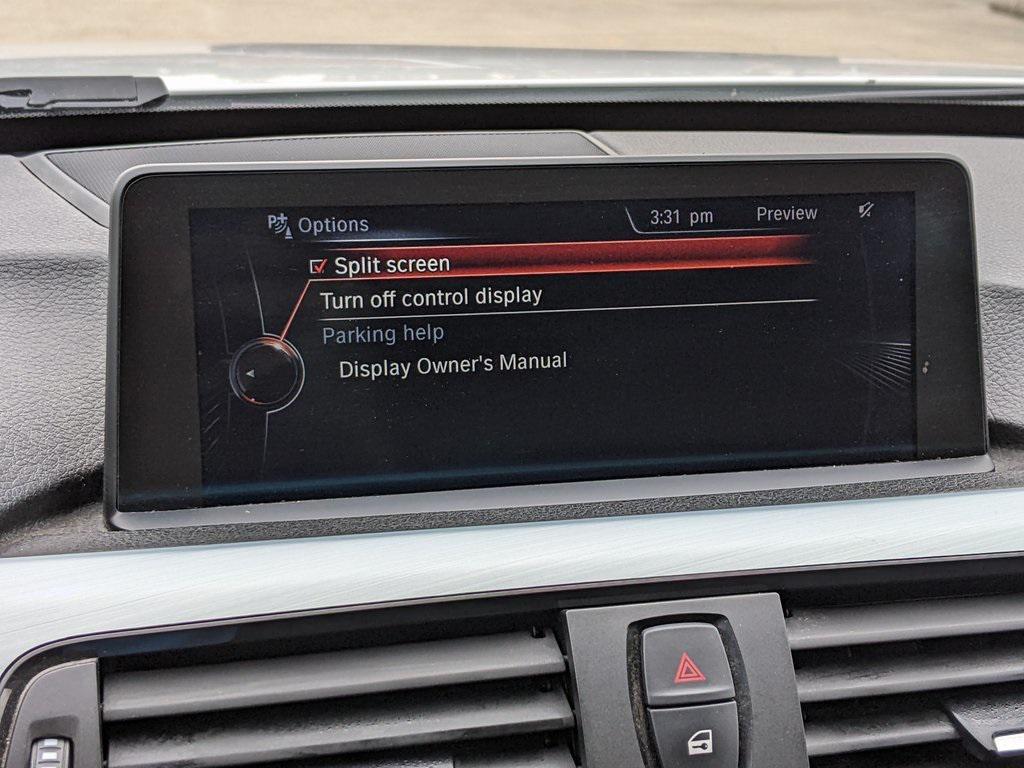 P Options 3:31 pm Preview
Split screen
Turn off control display
Parking help
Display Owner's Manual